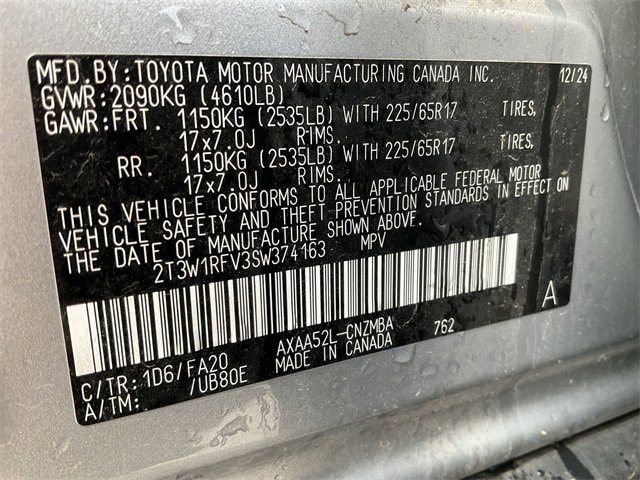 MFD.BY:TOYOTA MOTOR MANUFACTURING CANADA INC. 12/24
GVWR:2090KG (4610LB)
GAWR:FRT. 1150KG (2535LB) WITH 225/65R17 TIRES,
17x7.0J RIMS.
RR. 1150KG (2535LB) WITH 225/65R17 TIRES,
17x7.0J RIMS.
THIS VEHICLE CONFORMS TO ALL APPLICABLE FEDERAL MOTOR
VEHICLE SAFETY AND THEFT PREVENTION STANDARDS IN EFFECT ON
THE DATE OF MANUFACTURE SHOWN ABOVE.
2T3W1RFV3SW374163 MPV
A
C/TR:1D6/FA20 AXAA52L-CNZMBA 762
A/TM: /UB80E MADE IN CANADA